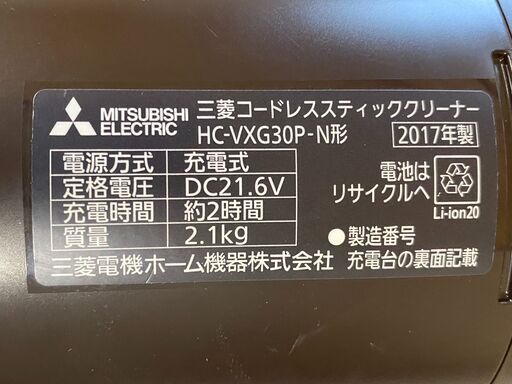 MITSUBISHI
ELECTRIC
三菱コードレススティッククリーナー
HC-VXG30P-N形
2017年製
電源方式 充電式
定格電圧 DC21.6V
充電時間 約2時間
質量 2.1kg
電池は
リサイクルへ
Li-ion20
●製造番号
充電台の裏面記載
三菱電機ホーム機器株式会社